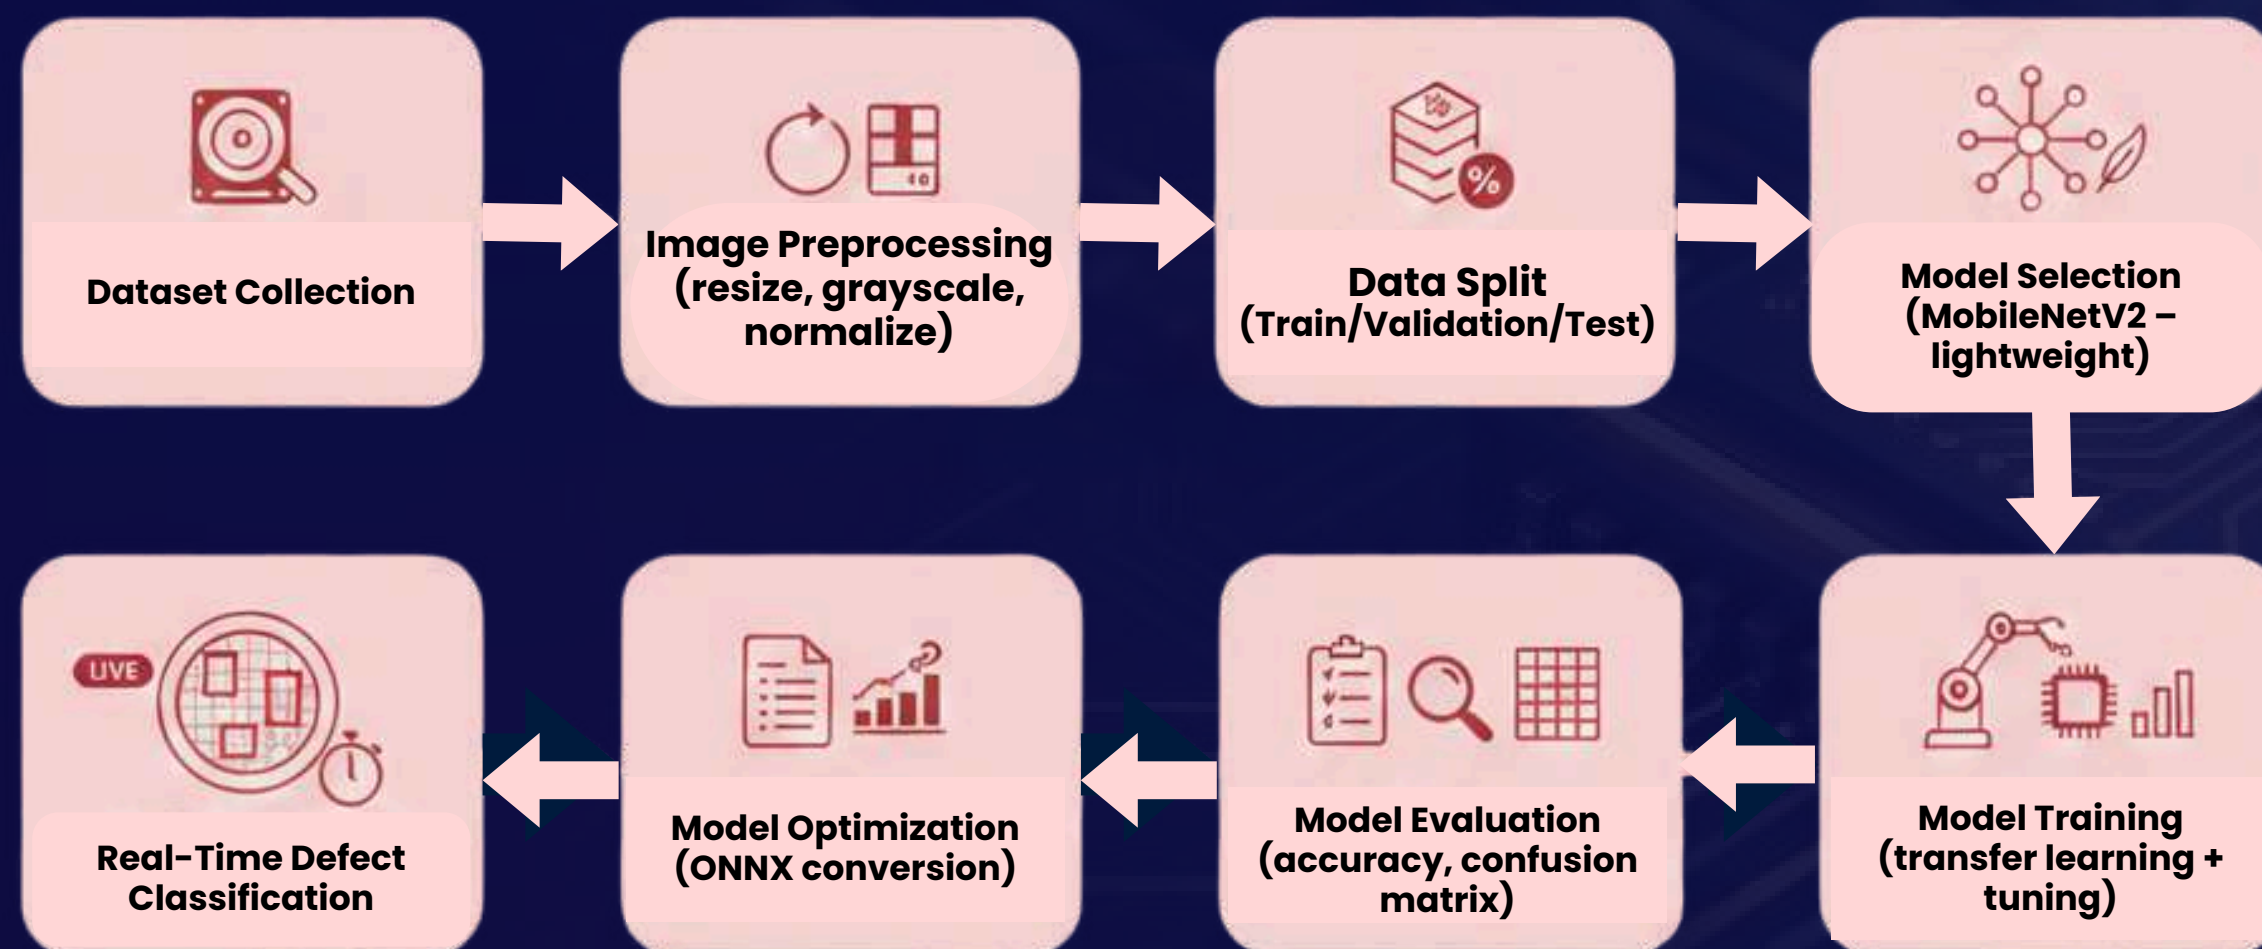 Dataset Collection
Image Preprocessing
(resize, grayscale,
normalize)
Data Split
(Train/Validation/Test)
%
Model Selection
(MobileNetV2 –
lightweight)
LIVE
Real-Time Defect
Classification
Model Optimization
(ONNX conversion)
Model Evaluation
(accuracy, confusion
matrix)
Model Training
(transfer learning +
tuning)